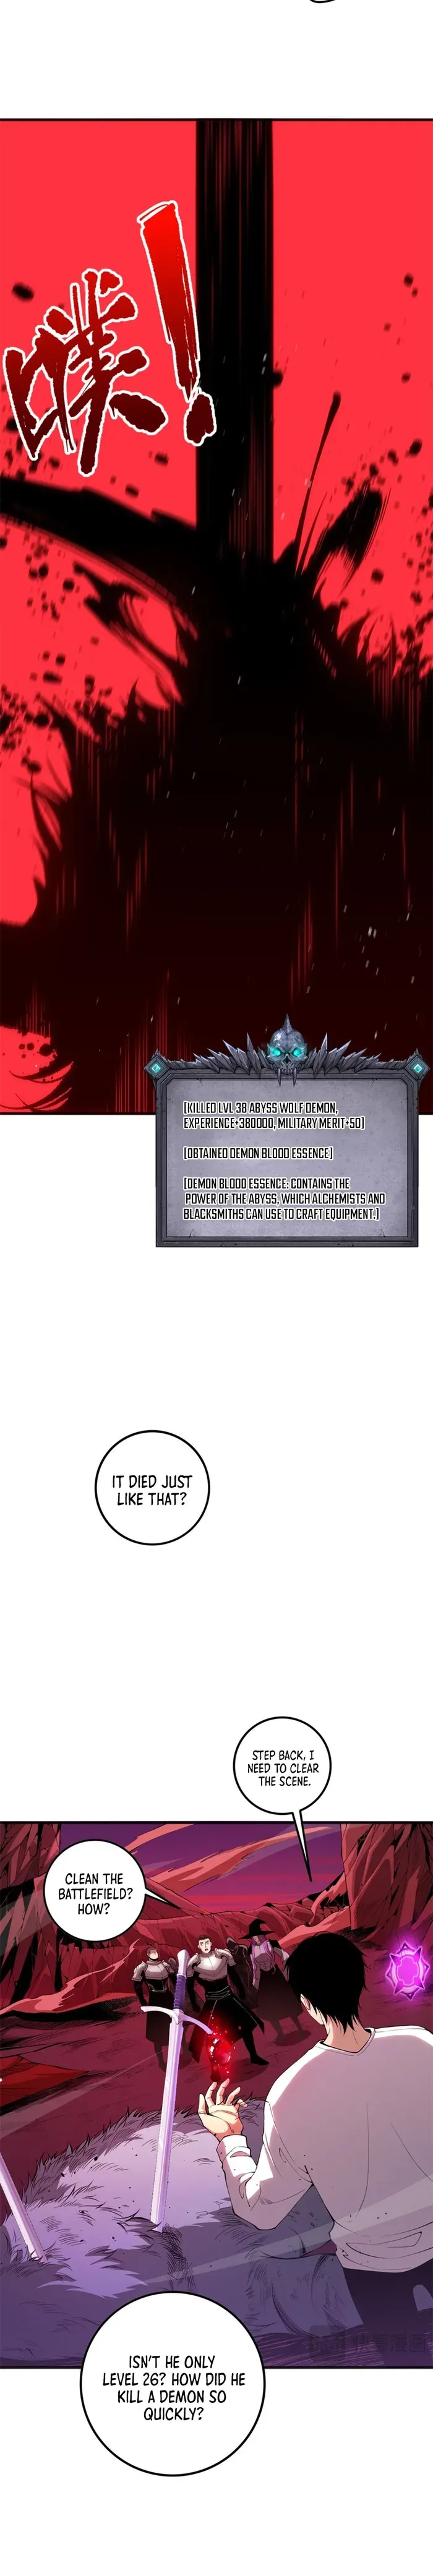 噗！
[KILLED LVL 38 ABYSS WOLF DEMON,
EXPERIENCE+380000, MILITARY MERIT+50]
[OBTAINED DEMON BLOOD ESSENCE]
[DEMON BLOOD ESSENCE: CONTAINS THE
POWER OF THE ABYSS, WHICH ALCHEMISTS AND
BLACKSMITHS CAN USE TO CRAFT EQUIPMENT.]
IT DIED JUST
LIKE THAT?
STEP BACK, I
NEED TO CLEAR
THE SCENE.
CLEAN THE
BATTLEFIELD?
HOW?
ISN'T HE ONLY
LEVEL 26? HOW DID HE
KILL A DEMON SO
QUICKLY?